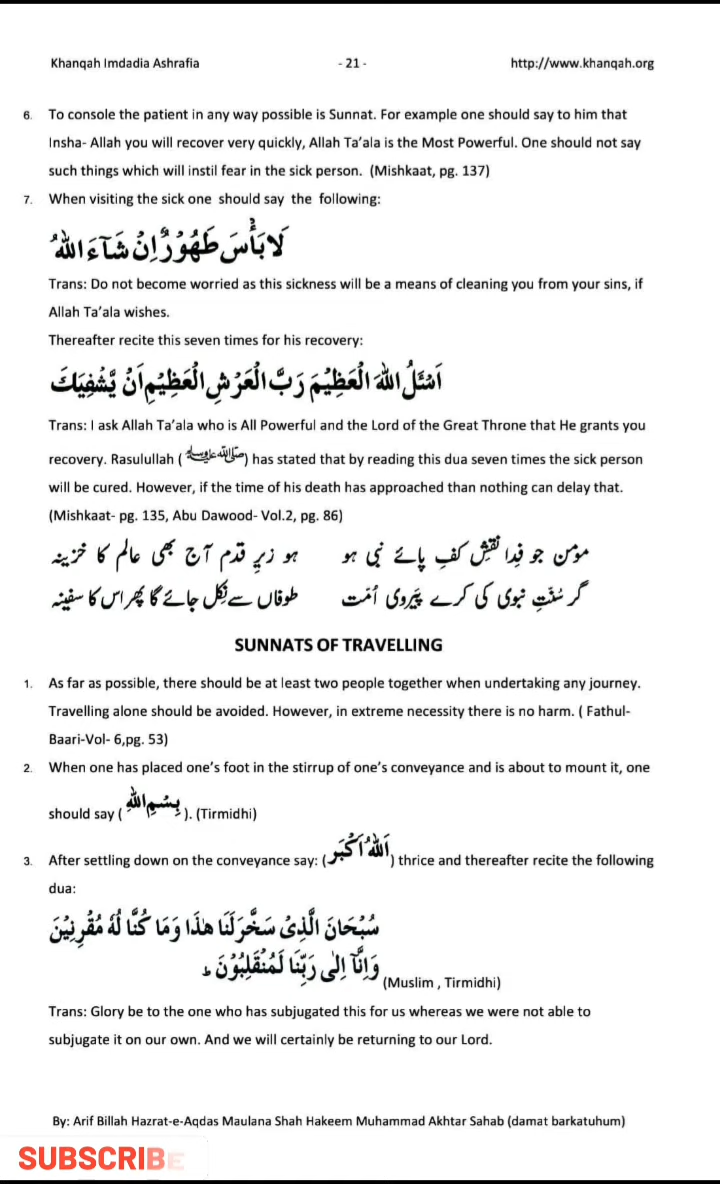 Khanqah Imdadia Ashrafia - 21 - http://www.khanqah.org
6. To console the patient in any way possible is Sunnat. For example one should say to him that
Insha- Allah you will recover very quickly, Allah Ta’ala is the Most Powerful. One should not say
such things which will instil fear in the sick person. (Mishkaat, pg. 137)
7. When visiting the sick one should say the following:
لَا بَأْسَ طَهُوْرٌ اِنْ شَآءَ اللهُ
Trans: Do not become worried as this sickness will be a means of cleaning you from your sins, if
Allah Ta’ala wishes.
Thereafter recite this seven times for his recovery:
اَسْئَلُ اللهَ الْعَظِيْمَ رَبَّ الْعَرْشِ الْعَظِيْمِ اَنْ يَّشْفِيَكَ
Trans: I ask Allah Ta’ala who is All Powerful and the Lord of the Great Throne that He grants you
recovery. Rasulullah (ﷺ) has stated that by reading this dua seven times the sick person
will be cured. However, if the time of his death has approached than nothing can delay that.
(Mishkaat- pg. 135, Abu Dawood- Vol.2, pg. 86)
مؤمن جو فِدا نقشِ کفِ پائے نبی ہو ہو زیرِ قدم آج بھی عالم کا خزینہ
گر سُنّتِ نبوی کی کرے پیروی اُمّت طوفاں سے نِکل جائے گا پھر اس کا سفینہ
SUNNATS OF TRAVELLING
1. As far as possible, there should be at least two people together when undertaking any journey.
Travelling alone should be avoided. However, in extreme necessity there is no harm. ( Fathul-
Baari-Vol- 6,pg. 53)
2. When one has placed one’s foot in the stirrup of one’s conveyance and is about to mount it, one
should say ( بِسْمِ اللهِ ). (Tirmidhi)
3. After settling down on the conveyance say: (اَللهُ اَكْبَر) thrice and thereafter recite the following
dua:
سُبْحَانَ الَّذِىْ سَخَّرَ لَنَا هٰذَا وَمَا كُنَّا لَهٗ مُقْرِنِيْنَ
وَاِنَّآ اِلٰى رَبِّنَا لَمُنْقَلِبُوْنَ ط (Muslim , Tirmidhi)
Trans: Glory be to the one who has subjugated this for us whereas we were not able to
subjugate it on our own. And we will certainly be returning to our Lord.
By: Arif Billah Hazrat-e-Aqdas Maulana Shah Hakeem Muhammad Akhtar Sahab (damat barkatuhum)
SUBSCRIBE